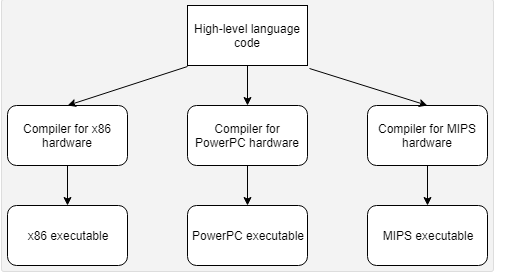 High-level language
code
Compiler for x86
hardware
Compiler for
PowerPC hardware
Compiler for MIPS
hardware
x86 executable
PowerPC executable
MIPS executable